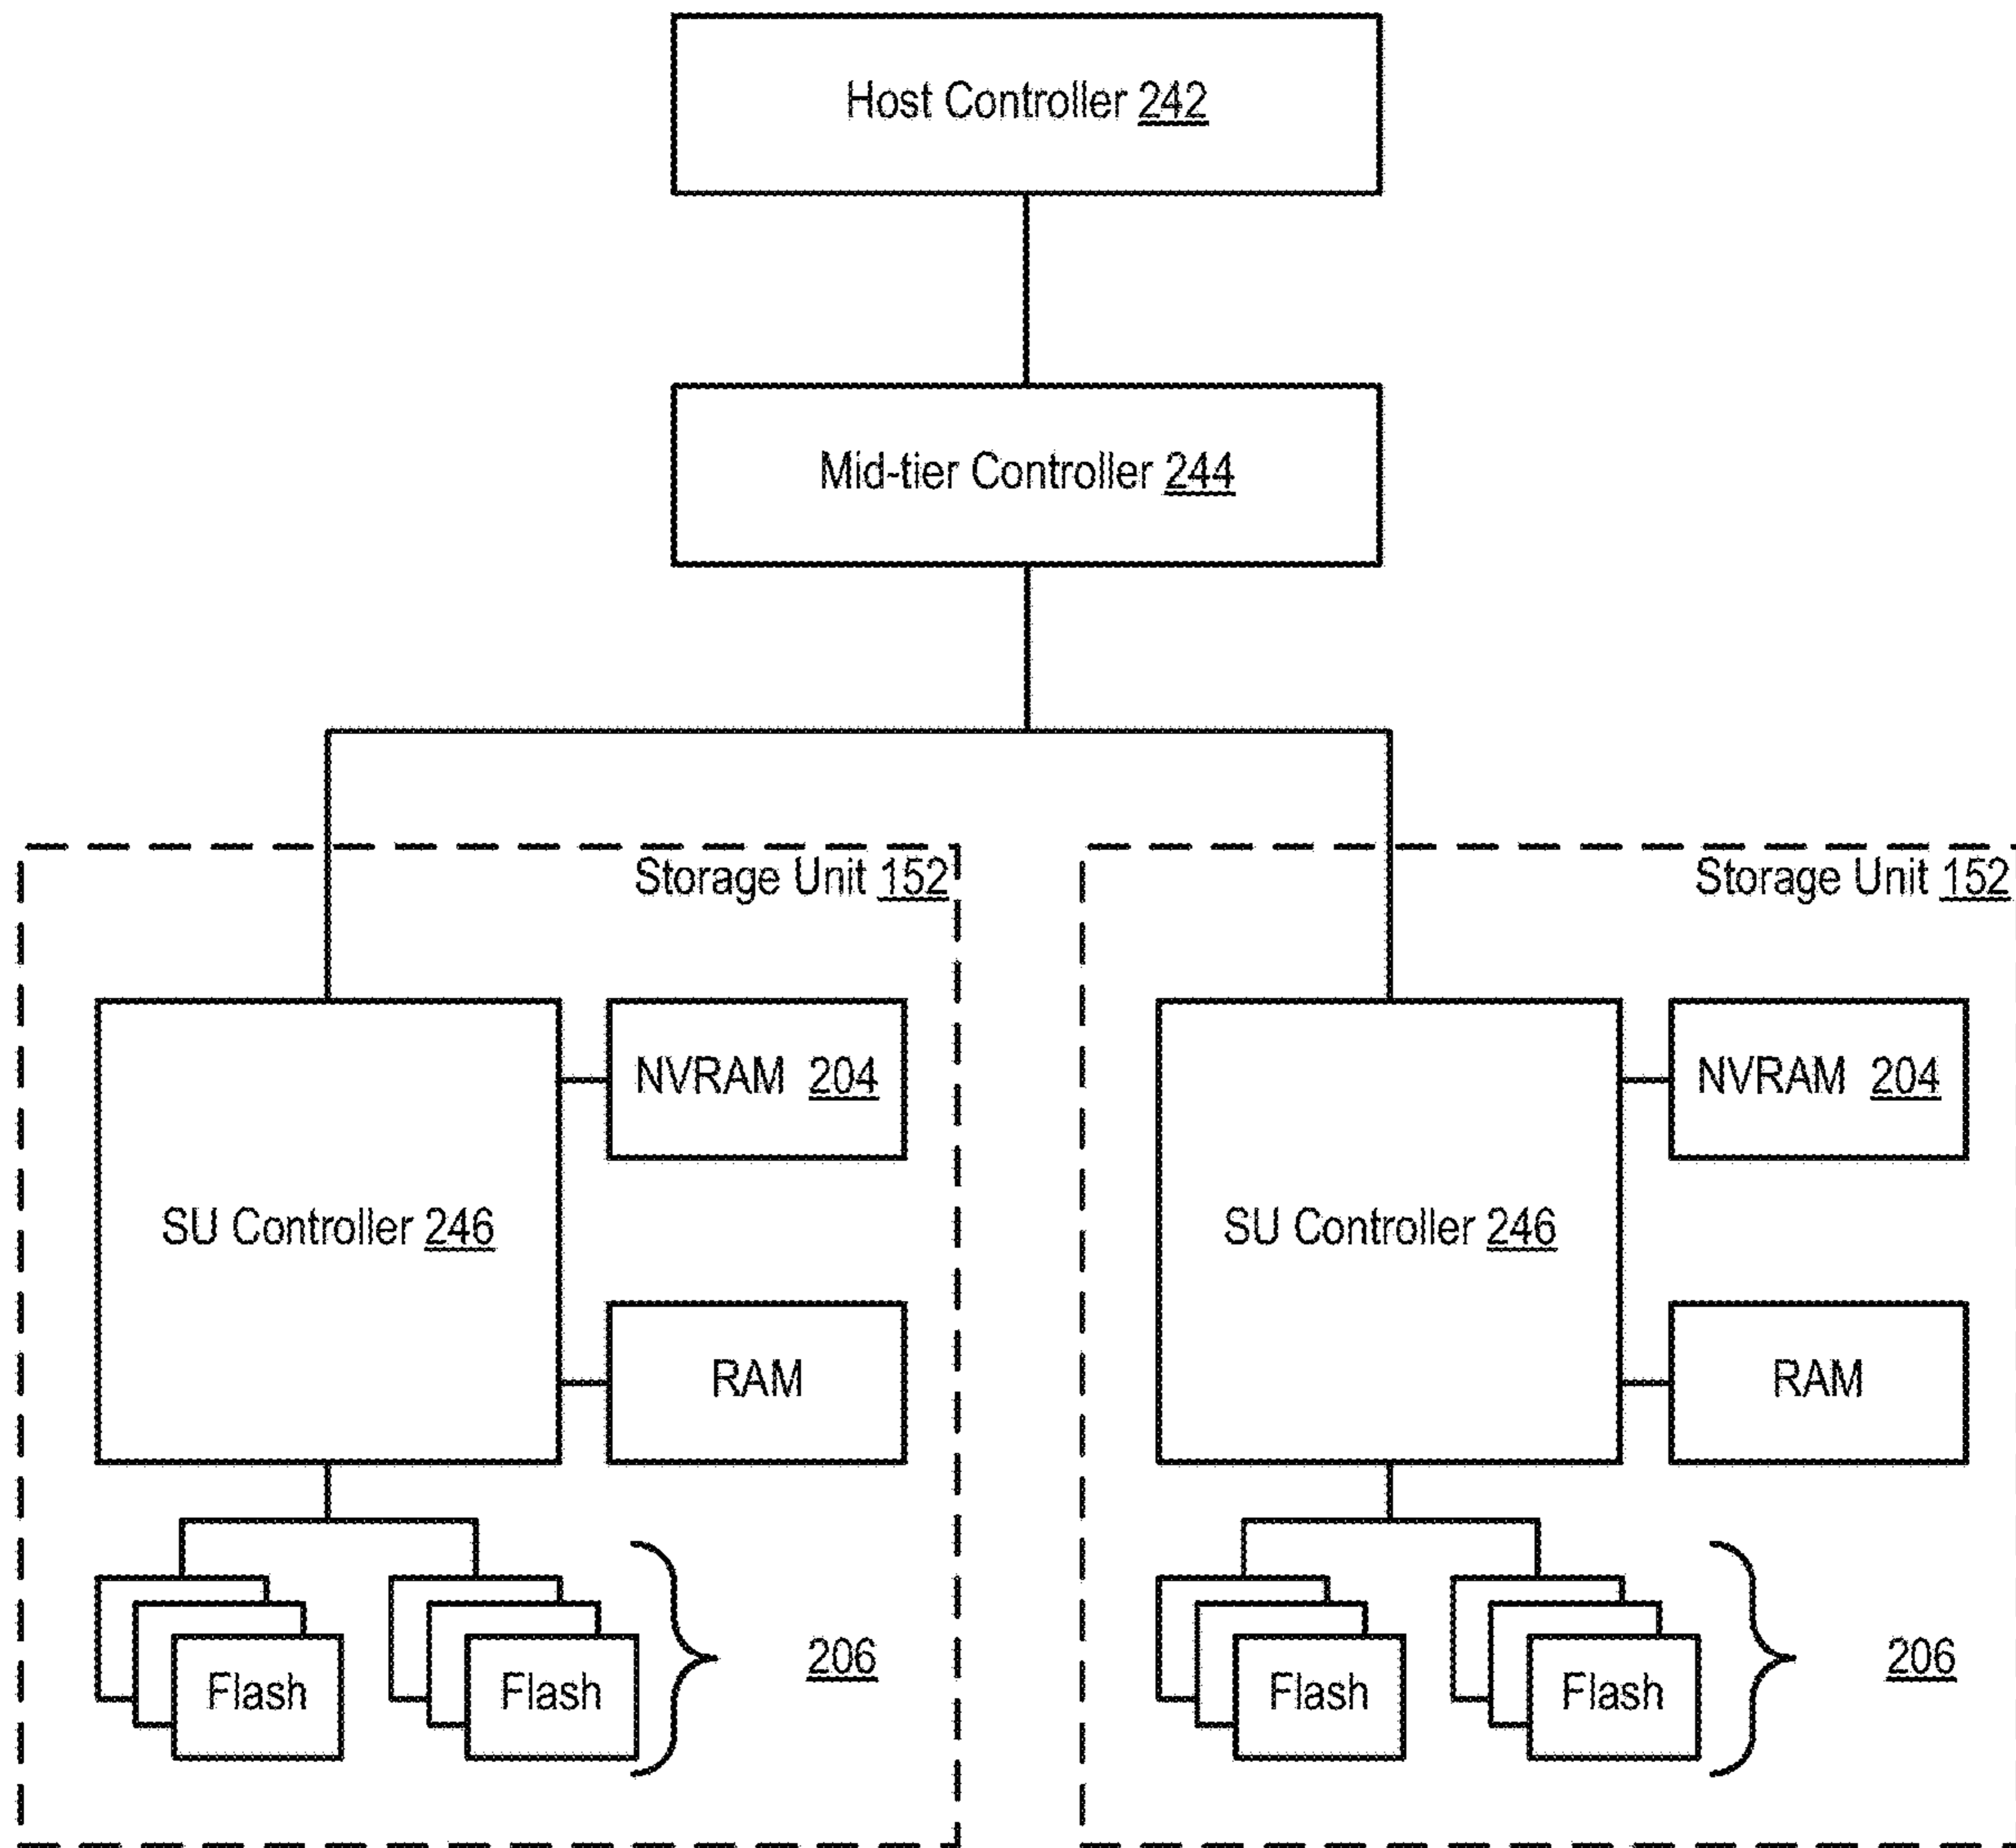 Host Controller 242
Mid-tier Controller 244
Storage Unit 152
Storage Unit 152
NVRAM 204
NVRAM 204
SU Controller 246
SU Controller 246
RAM
RAM
Flash
Flash
206
Flash
Flash
206